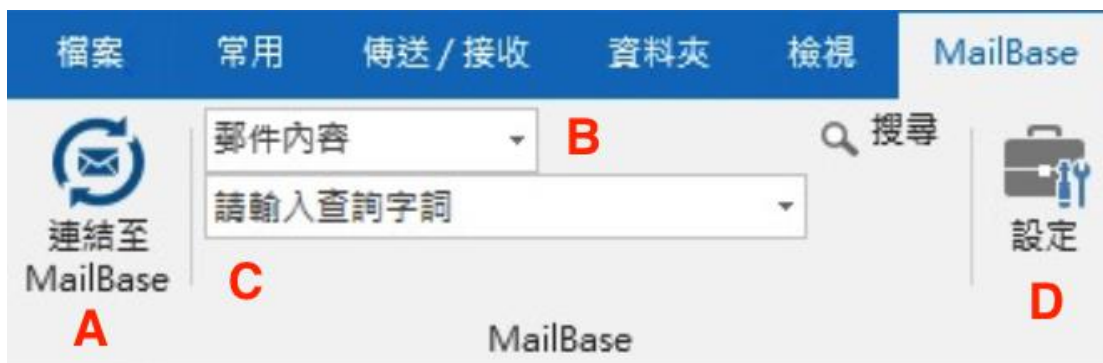 檔案 常用 傳送 / 接收 資料夾 檢視 MailBase
郵件內容 B 搜尋
請輸入查詢字詞
連結至
MailBase
設定
C
A
D
MailBase